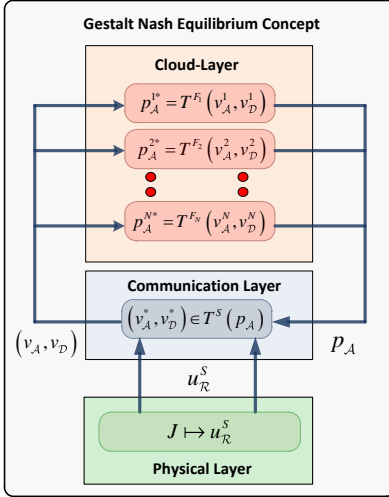 Gestalt Nash Equilibrium Concept
Cloud-Layer
p_𝒜^{1*} = T^{F_1}(v_𝒜^1, v_𝒟^1)
p_𝒜^{2*} = T^{F_2}(v_𝒜^2, v_𝒟^2)
p_𝒜^{N*} = T^{F_N}(v_𝒜^N, v_𝒟^N)
Communication Layer
(v_𝒜^*, v_𝒟^*) ∈ T^S(p_𝒜)
(v_𝒜, v_𝒟)
p_𝒜
u_ℛ^S
J ↦ u_ℛ^S
Physical Layer